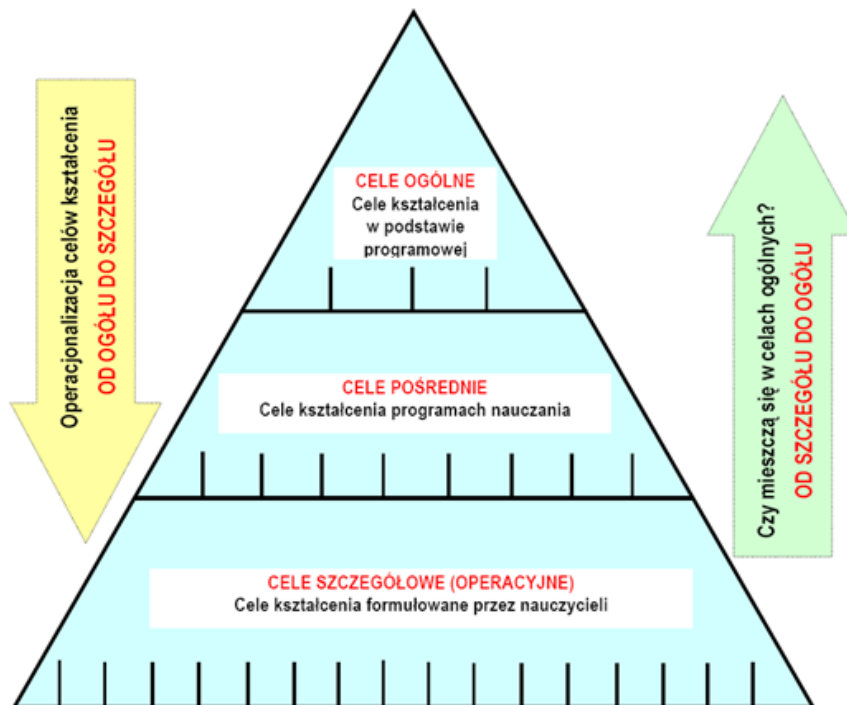 Operacjonalizacja celów kształcenia
OD OGÓŁU DO SZCZEGÓŁU
CELE OGÓLNE
Cele kształcenia
w podstawie
programowej
CELE POŚREDNIE
Cele kształcenia programach nauczania
CELE SZCZEGÓŁOWE (OPERACYJNE)
Cele kształcenia formułowane przez nauczycieli
Czy mieszczą się w celach ogólnych?
OD SZCZEGÓŁU DO OGÓŁU